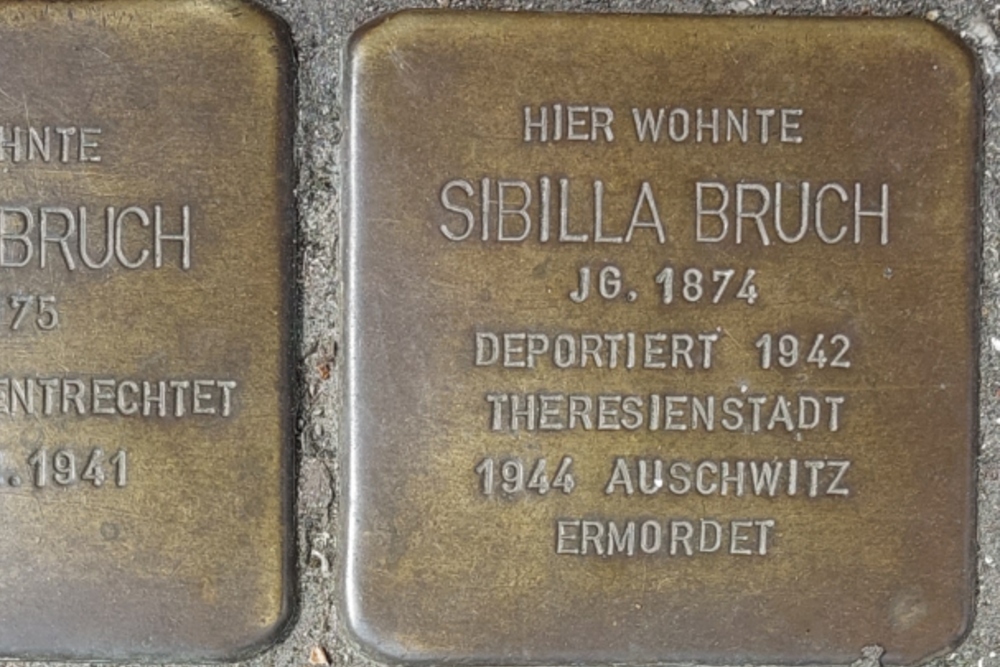 HNTE
BRUCH
75
ENTRECHTET
.1941
HIER WOHNTE
SIBILLA BRUCH
JG. 1874
DEPORTIERT 1942
THERESIENSTADT
1944 AUSCHWITZ
ERMORDET